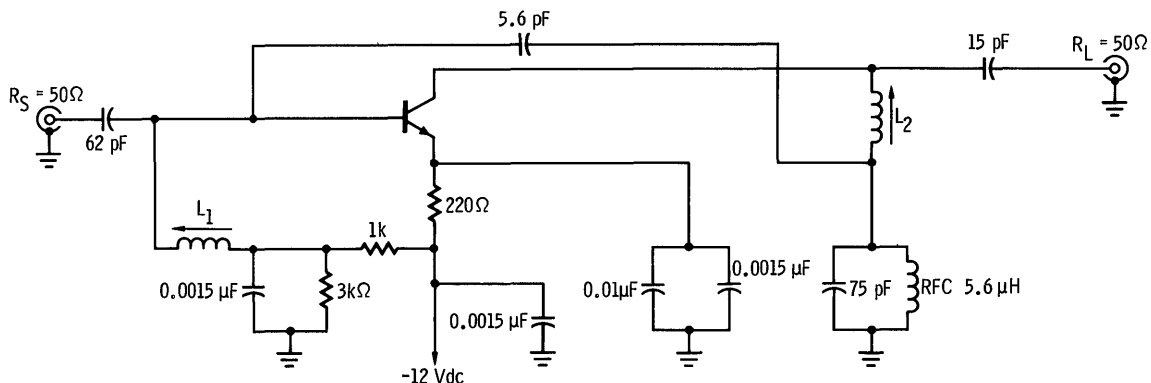 5.6 pF
15 pF
R_L = 50Ω
R_S = 50Ω
62 pF
L_2
220Ω
L_1
1k
0.0015 μF
3kΩ
0.0015 μF
0.01μF
0.0015 μF
75 pF
RFC 5.6 μH
-12 Vdc